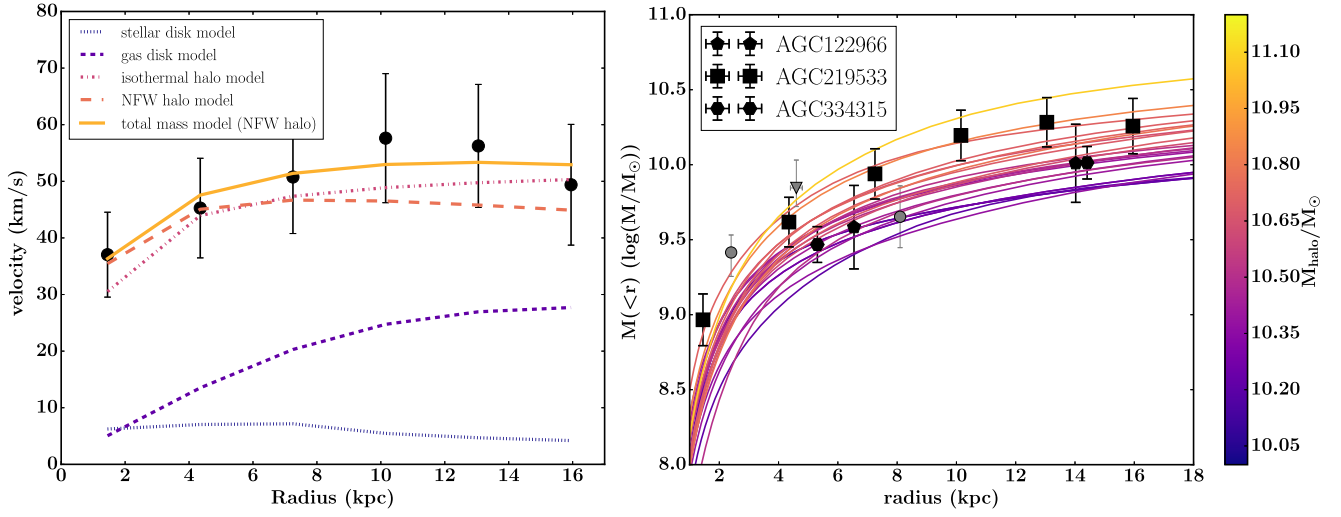 80
70
60
50
40
30
20
10
0
velocity (km/s)
stellar disk model
gas disk model
isothermal halo model
NFW halo model
total mass model (NFW halo)
0 2 4 6 8 10 12 14 16
Radius (kpc)
11.0
10.5
10.0
9.5
9.0
8.5
8.0
M(<r) (log(M/M⊙))
AGC122966
AGC219533
AGC334315
2 4 6 8 10 12 14 16 18
radius (kpc)
11.10
10.95
10.80
10.65
10.50
10.35
10.20
10.05
M_halo/M⊙